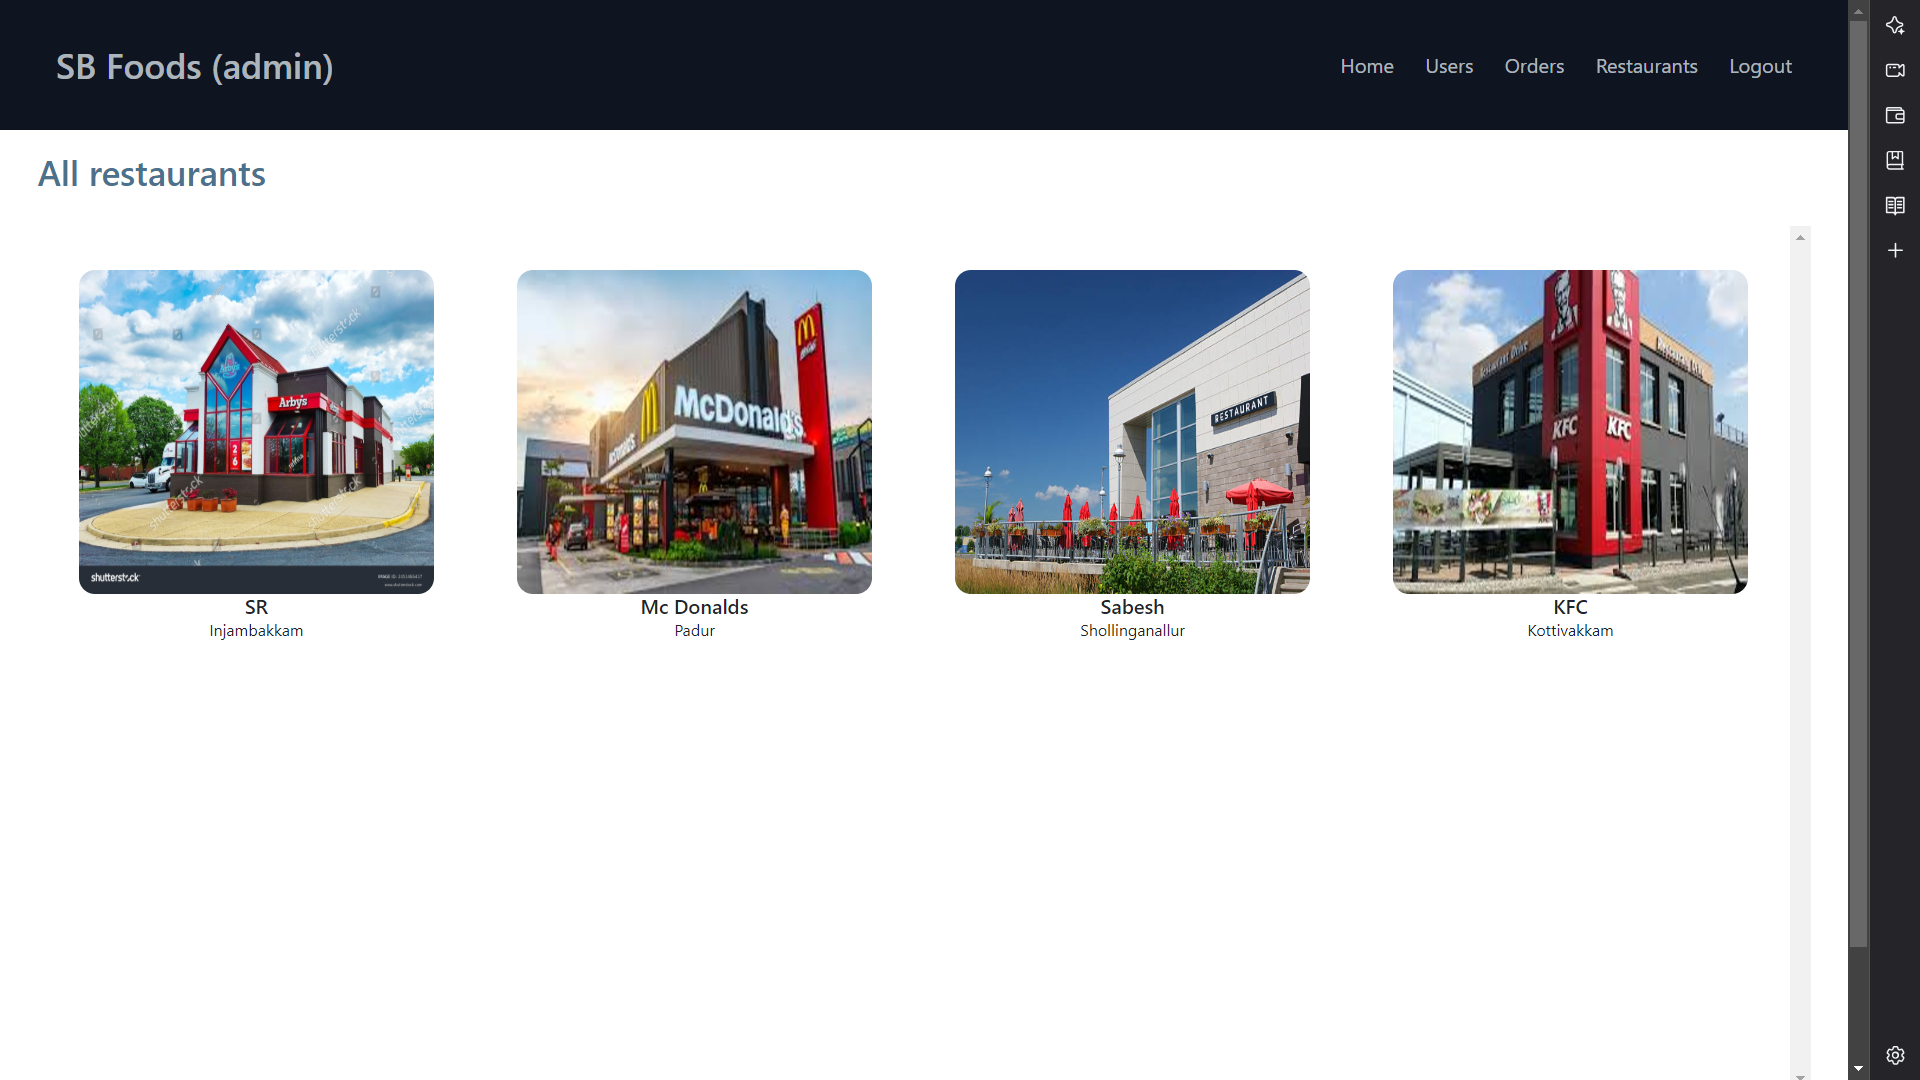 SB Foods (admin)
Home Users Orders Restaurants Logout
All restaurants
Arby's
shutterstock
McDonald's
RESTAURANT
KFC KFC
SR
Injambakkam
Mc Donalds
Padur
Sabesh
Shollinganallur
KFC
Kottivakkam